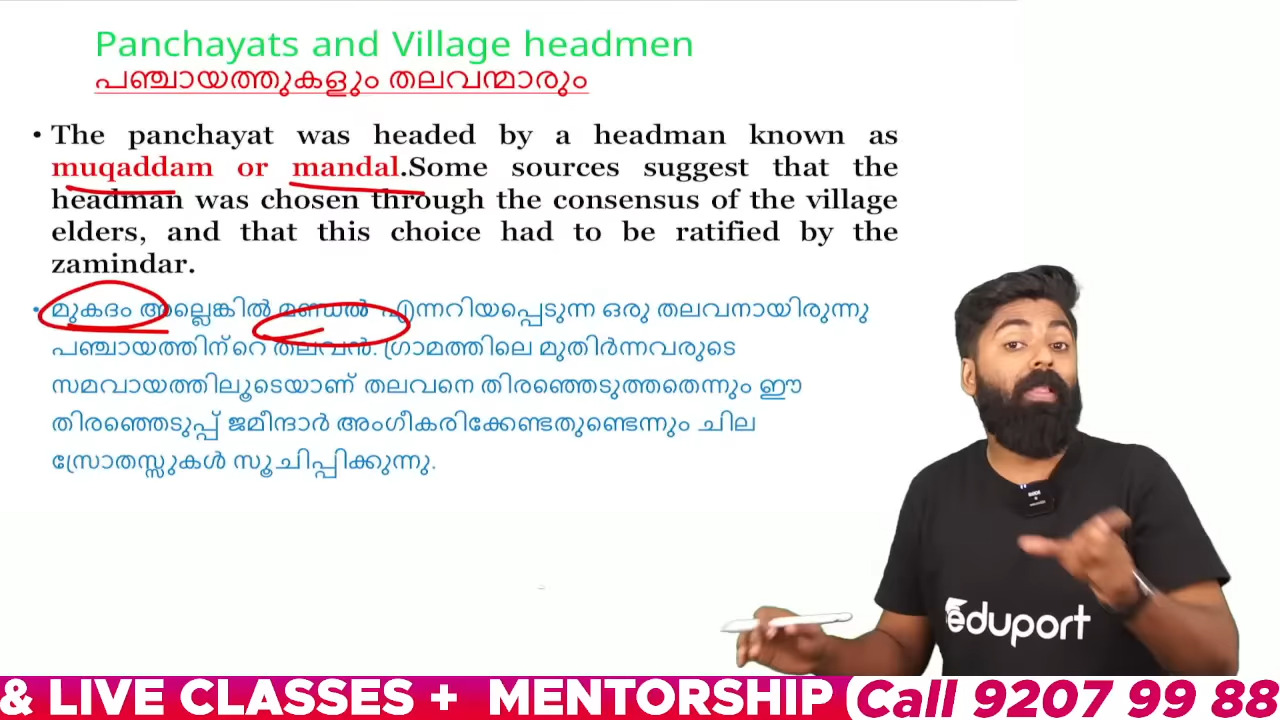 Panchayats and Village headmen
പഞ്ചായത്തുകളും തലവന്മാരും
• The panchayat was headed by a headman known as
muqaddam or mandal.Some sources suggest that the
headman was chosen through the consensus of the village
elders, and that this choice had to be ratified by the
zamindar.
• മുകദം അല്ലെങ്കിൽ മണ്ഡൽ എന്നറിയപ്പെടുന്ന ഒരു തലവനായിരുന്നു
പഞ്ചായത്തിന്റെ തലവൻ. ഗ്രാമത്തിലെ മുതിർന്നവരുടെ
സമവായത്തിലൂടെയാണ് തലവനെ തിരഞ്ഞെടുത്തതെന്നും ഈ
തിരഞ്ഞെടുപ്പ് ജമീന്ദാർ അംഗീകരിക്കേണ്ടതുണ്ടെന്നും ചില
സ്രോതസ്സുകൾ സൂചിപ്പിക്കുന്നു.
eduport
& LIVE CLASSES + MENTORSHIP (Call 9207 99 88